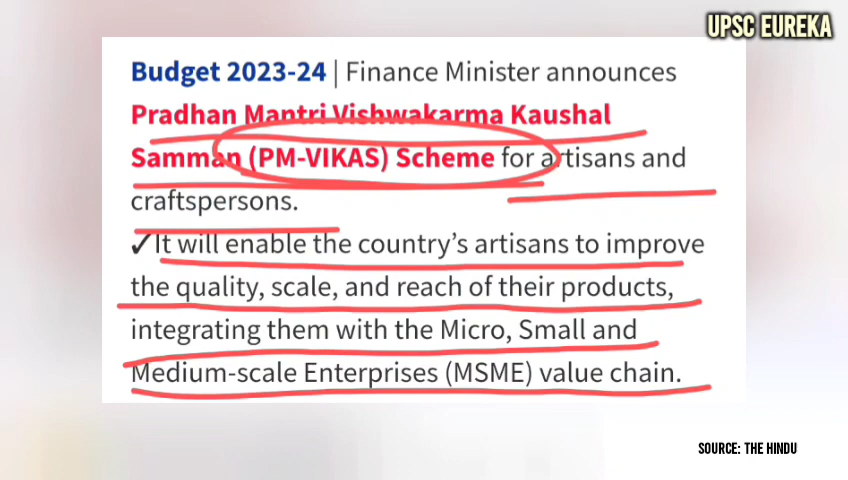 UPSC EUREKA
Budget 2023-24 | Finance Minister announces
Pradhan Mantri Vishwakarma Kaushal
Samman (PM-VIKAS) Scheme for artisans and
craftspersons.
✓It will enable the country's artisans to improve
the quality, scale, and reach of their products,
integrating them with the Micro, Small and
Medium-scale Enterprises (MSME) value chain.
SOURCE: THE HINDU